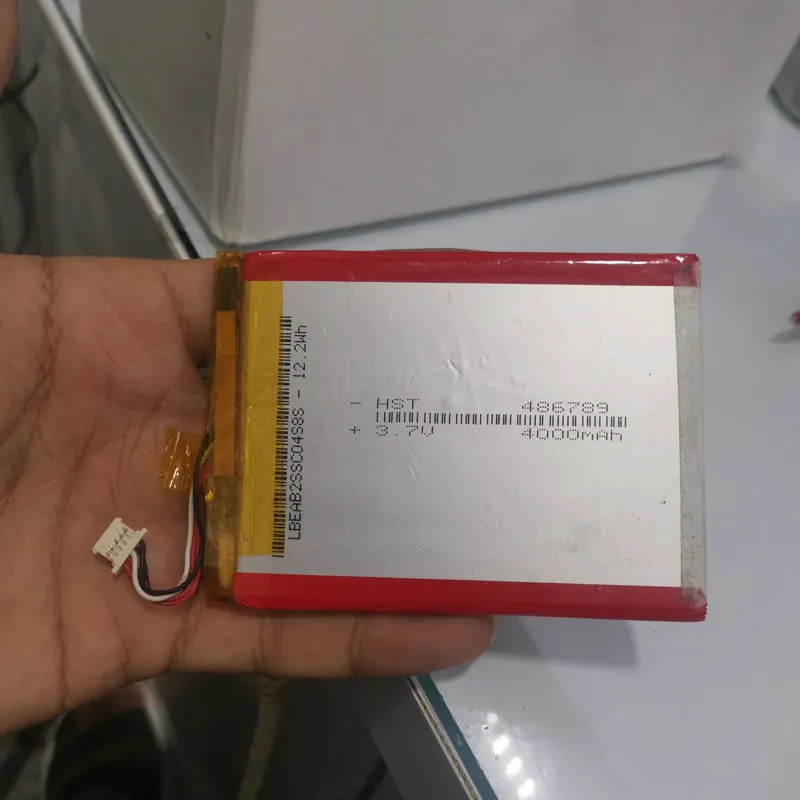 LBEAB2SSC04S8S - 12.2Wh
- HST 486789
+ 3.7V 4000mAh